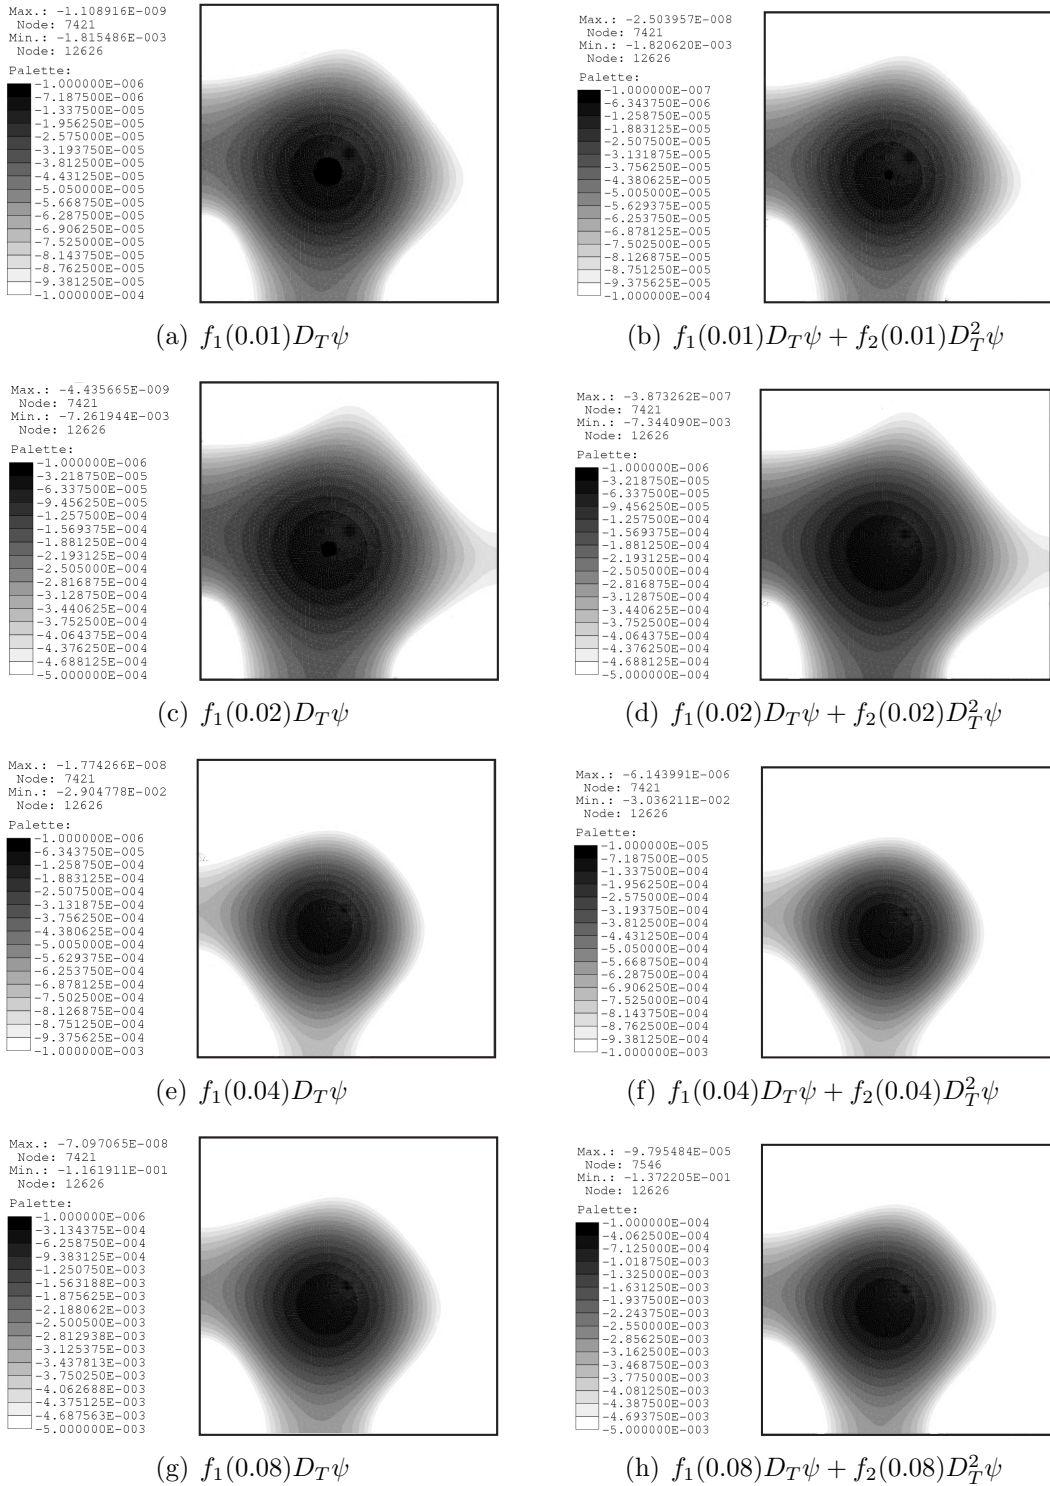 Max.: -1.108916E-009
Node: 7421
Min.: -1.815486E-003
Node: 12626
Palette:
-1.000000E-006
-7.187500E-006
-1.337500E-005
-1.956250E-005
-2.575000E-005
-3.193750E-005
-3.812500E-005
-4.431250E-005
-5.050000E-005
-5.668750E-005
-6.287500E-005
-6.906250E-005
-7.525000E-005
-8.143750E-005
-8.762500E-005
-9.381250E-005
-1.000000E-004
(a) f₁(0.01)D_Tψ
Max.: -2.503957E-008
Node: 7421
Min.: -1.820620E-003
Node: 12626
Palette:
-1.000000E-007
-6.343750E-006
-1.258750E-005
-1.883125E-005
-2.507500E-005
-3.131875E-005
-3.756250E-005
-4.380625E-005
-5.005000E-005
-5.629375E-005
-6.253750E-005
-6.878125E-005
-7.502500E-005
-8.126875E-005
-8.751250E-005
-9.375625E-005
-1.000000E-004
(b) f₁(0.01)D_Tψ + f₂(0.01)D²_Tψ
Max.: -4.435665E-009
Node: 7421
Min.: -7.261944E-003
Node: 12626
Palette:
-1.000000E-006
-3.218750E-005
-6.337500E-005
-9.456250E-005
-1.257500E-004
-1.569375E-004
-1.881250E-004
-2.193125E-004
-2.505000E-004
-2.816875E-004
-3.128750E-004
-3.440625E-004
-3.752500E-004
-4.064375E-004
-4.376250E-004
-4.688125E-004
-5.000000E-004
(c) f₁(0.02)D_Tψ
Max.: -3.873262E-007
Node: 7421
Min.: -7.344090E-003
Node: 12626
Palette:
-1.000000E-006
-3.218750E-005
-6.337500E-005
-9.456250E-005
-1.257500E-004
-1.569375E-004
-1.881250E-004
-2.193125E-004
-2.505000E-004
-2.816875E-004
-3.128750E-004
-3.440625E-004
-3.752500E-004
-4.064375E-004
-4.376250E-004
-4.688125E-004
-5.000000E-004
(d) f₁(0.02)D_Tψ + f₂(0.02)D²_Tψ
Max.: -1.774266E-008
Node: 7421
Min.: -2.904778E-002
Node: 12626
Palette:
-1.000000E-006
-6.343750E-005
-1.258750E-004
-1.883125E-004
-2.507500E-004
-3.131875E-004
-3.756250E-004
-4.380625E-004
-5.005000E-004
-5.629375E-004
-6.253750E-004
-6.878125E-004
-7.502500E-004
-8.126875E-004
-8.751250E-004
-9.375625E-004
-1.000000E-003
(e) f₁(0.04)D_Tψ
Max.: -6.143991E-006
Node: 7421
Min.: -3.036211E-002
Node: 12626
Palette:
-1.000000E-005
-7.187500E-005
-1.337500E-004
-1.956250E-004
-2.575000E-004
-3.193750E-004
-3.812500E-004
-4.431250E-004
-5.050000E-004
-5.668750E-004
-6.287500E-004
-6.906250E-004
-7.525000E-004
-8.143750E-004
-8.762500E-004
-9.381250E-004
-1.000000E-003
(f) f₁(0.04)D_Tψ + f₂(0.04)D²_Tψ
Max.: -7.097065E-008
Node: 7421
Min.: -1.161911E-001
Node: 12626
Palette:
-1.000000E-006
-3.134375E-004
-6.258750E-004
-9.383125E-004
-1.250750E-003
-1.563188E-003
-1.875625E-003
-2.188062E-003
-2.500500E-003
-2.812938E-003
-3.125375E-003
-3.437813E-003
-3.750250E-003
-4.062688E-003
-4.375125E-003
-4.687563E-003
-5.000000E-003
(g) f₁(0.08)D_Tψ
Max.: -9.795484E-005
Node: 7546
Min.: -1.372205E-001
Node: 12626
Palette:
-1.000000E-004
-4.062500E-004
-7.125000E-004
-1.018750E-003
-1.325000E-003
-1.631250E-003
-1.937500E-003
-2.243750E-003
-2.550000E-003
-2.856250E-003
-3.162500E-003
-3.468750E-003
-3.775000E-003
-4.081250E-003
-4.387500E-003
-4.693750E-003
-5.000000E-003
(h) f₁(0.08)D_Tψ + f₂(0.08)D²_Tψ